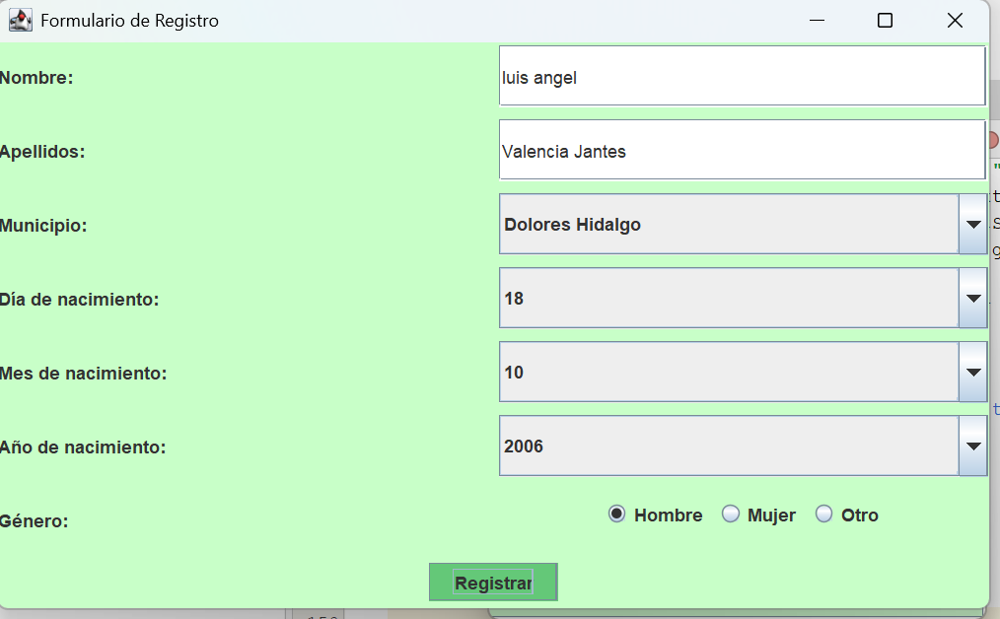 Formulario de Registro
Nombre: luis angel
Apellidos: Valencia Jantes
Municipio: Dolores Hidalgo
Día de nacimiento: 18
Mes de nacimiento: 10
Año de nacimiento: 2006
Género: Hombre Mujer Otro
Registrar